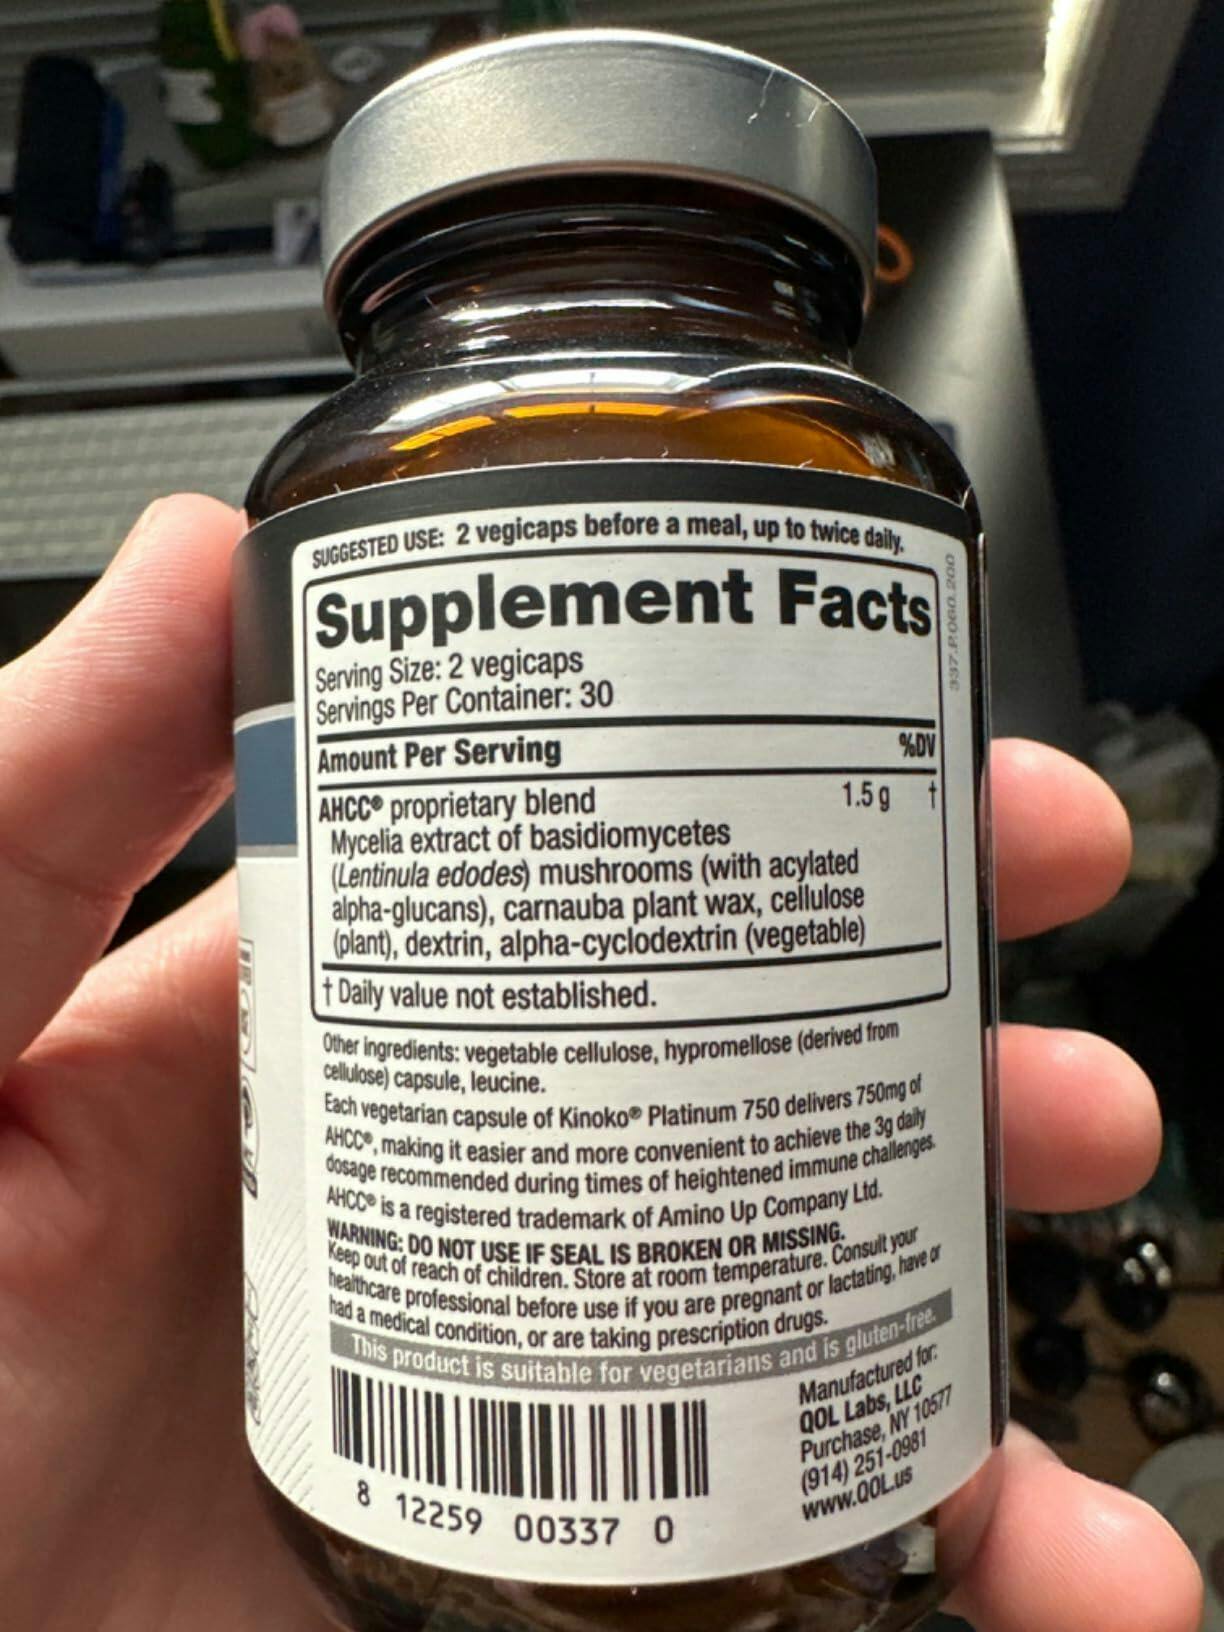 SUGGESTED USE: 2 vegicaps before a meal, up to twice daily.
Supplement Facts
Serving Size: 2 vegicaps
Servings Per Container: 30
Amount Per Serving %DV
AHCC® proprietary blend 1.5 g †
Mycelia extract of basidiomycetes
(Lentinula edodes) mushrooms (with acylated
alpha-glucans), carnauba plant wax, cellulose
(plant), dextrin, alpha-cyclodextrin (vegetable)
† Daily value not established.
Other ingredients: vegetable cellulose, hypromellose (derived from
cellulose) capsule, leucine.
Each vegetarian capsule of Kinoko® Platinum 750 delivers 750mg of
AHCC®, making it easier and more convenient to achieve the 3g daily
dosage recommended during times of heightened immune challenges.
AHCC® is a registered trademark of Amino Up Company Ltd.
WARNING: DO NOT USE IF SEAL IS BROKEN OR MISSING.
Keep out of reach of children. Store at room temperature. Consult your
healthcare professional before use if you are pregnant or lactating, have or
had a medical condition, or are taking prescription drugs.
This product is suitable for vegetarians and is gluten-free.
Manufactured for:
QOL Labs, LLC
Purchase, NY 10577
(914) 251-0981
www.QOL.us
8 12259 00337 0
337.P.060.200